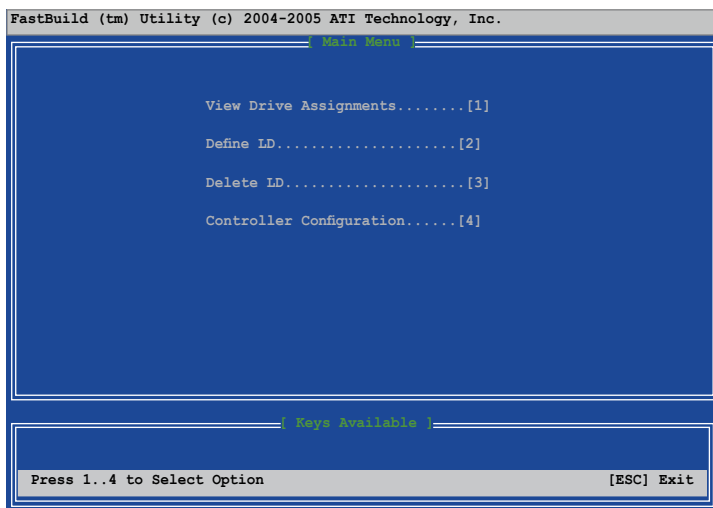 FastBuild (tm) Utility (c) 2004-2005 ATI Technology, Inc.
[ Main Menu ]
View Drive Assignments........[1]
Define LD.....................[2]
Delete LD.....................[3]
Controller Configuration......[4]
[ Keys Available ]
Press 1..4 to Select Option [ESC] Exit